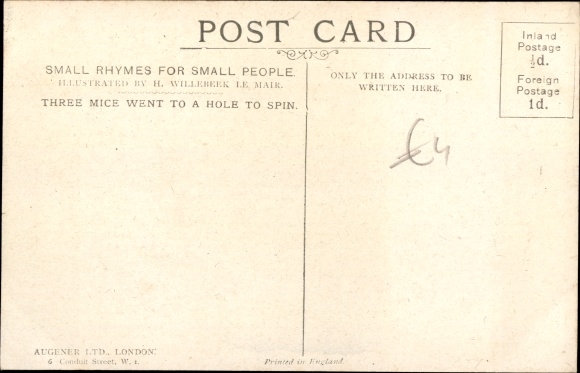 POST CARD
SMALL RHYMES FOR SMALL PEOPLE.
ILLUSTRATED BY H. WILLEBEEK LE MAIR.
THREE MICE WENT TO A HOLE TO SPIN.
ONLY THE ADDRESS TO BE
WRITTEN HERE.
Inland
Postage
½d.
Foreign
Postage
1d.
£4
AUGENER LTD., LONDON:
6 Conduit Street, W. 1.
Printed in England.